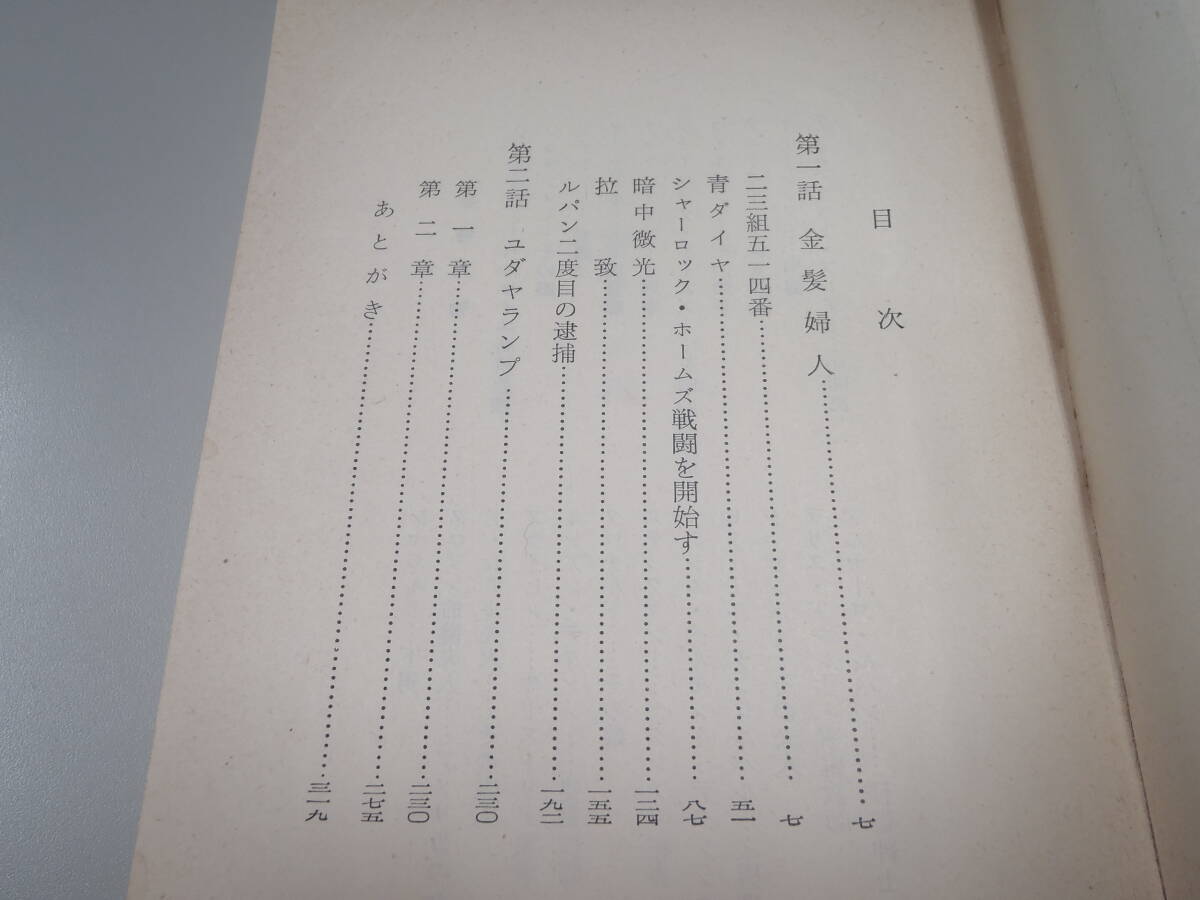 目次
第一話 金髪婦人……七
二三組五一四番……七
青ダイヤ……五一
シャーロック・ホームズ戦闘を開始す……八七
暗中微光……一二四
拉致……一五五
ルパン二度目の逮捕……一九二
第二話 ユダヤランプ……二三〇
第一章……二三〇
第二章……二七五
あとがき……三一九